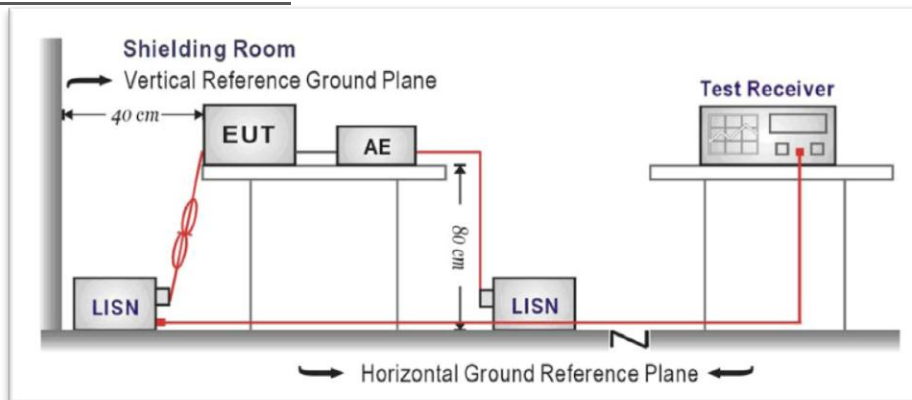 Shielding Room
Vertical Reference Ground Plane
40 cm
EUT
AE
Test Receiver
80 cm
LISN
LISN
Horizontal Ground Reference Plane